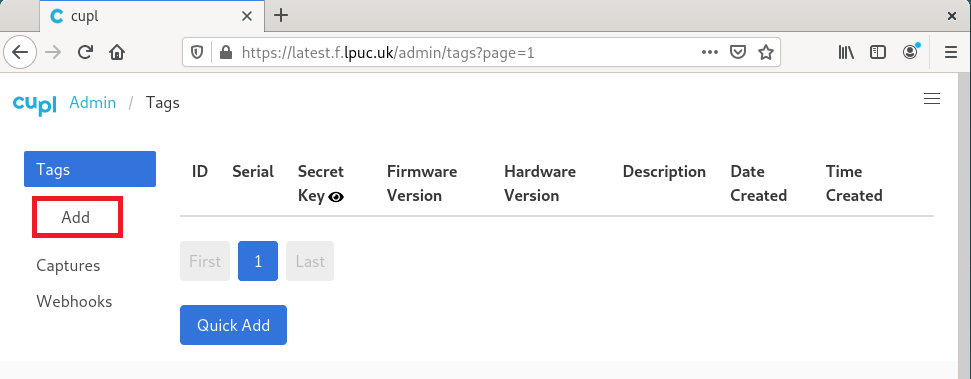 cupl
https://latest.f.lpuc.uk/admin/tags?page=1
cupl Admin / Tags
Tags
Add
Captures
Webhooks
ID Serial Secret Key Firmware Version Hardware Version Description Date Created Time Created
First 1 Last
Quick Add